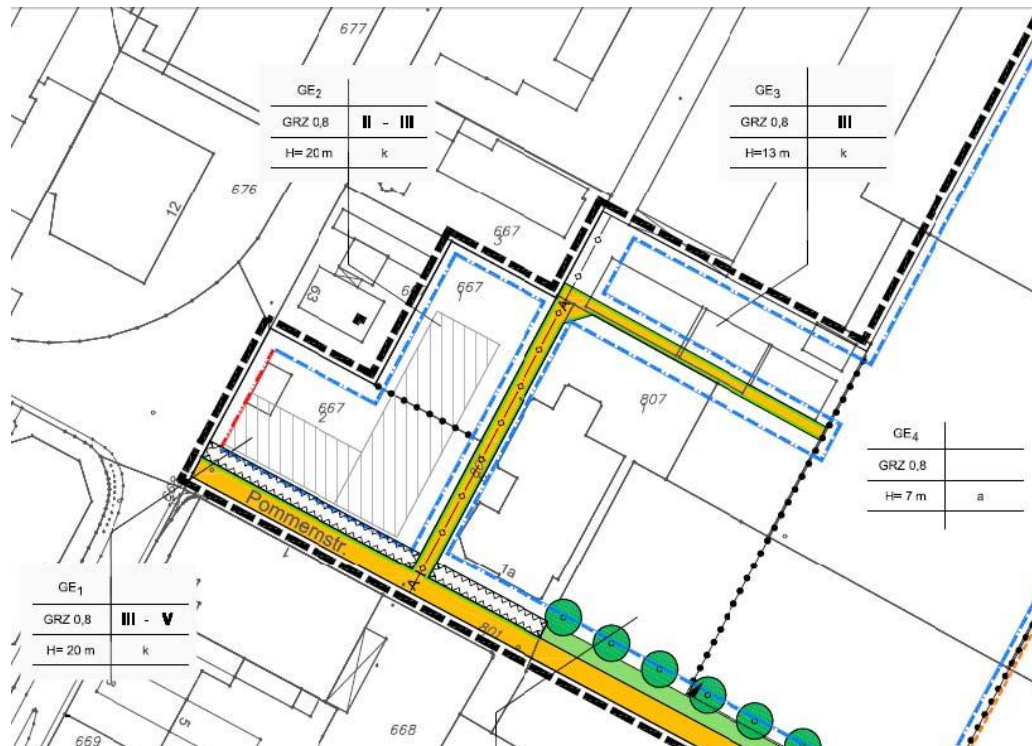 677
GE2
GRZ 0,8 II - III
H= 20 m k
GE3
GRZ 0,8 III
H=13 m k
676
12
667
3
63
667
1
667
2
807
1
A
A
Pommernstr.
1a
801
GE4
GRZ 0,8
H= 7 m a
GE1
GRZ 0,8 III - V
H= 20 m k
5
668
669